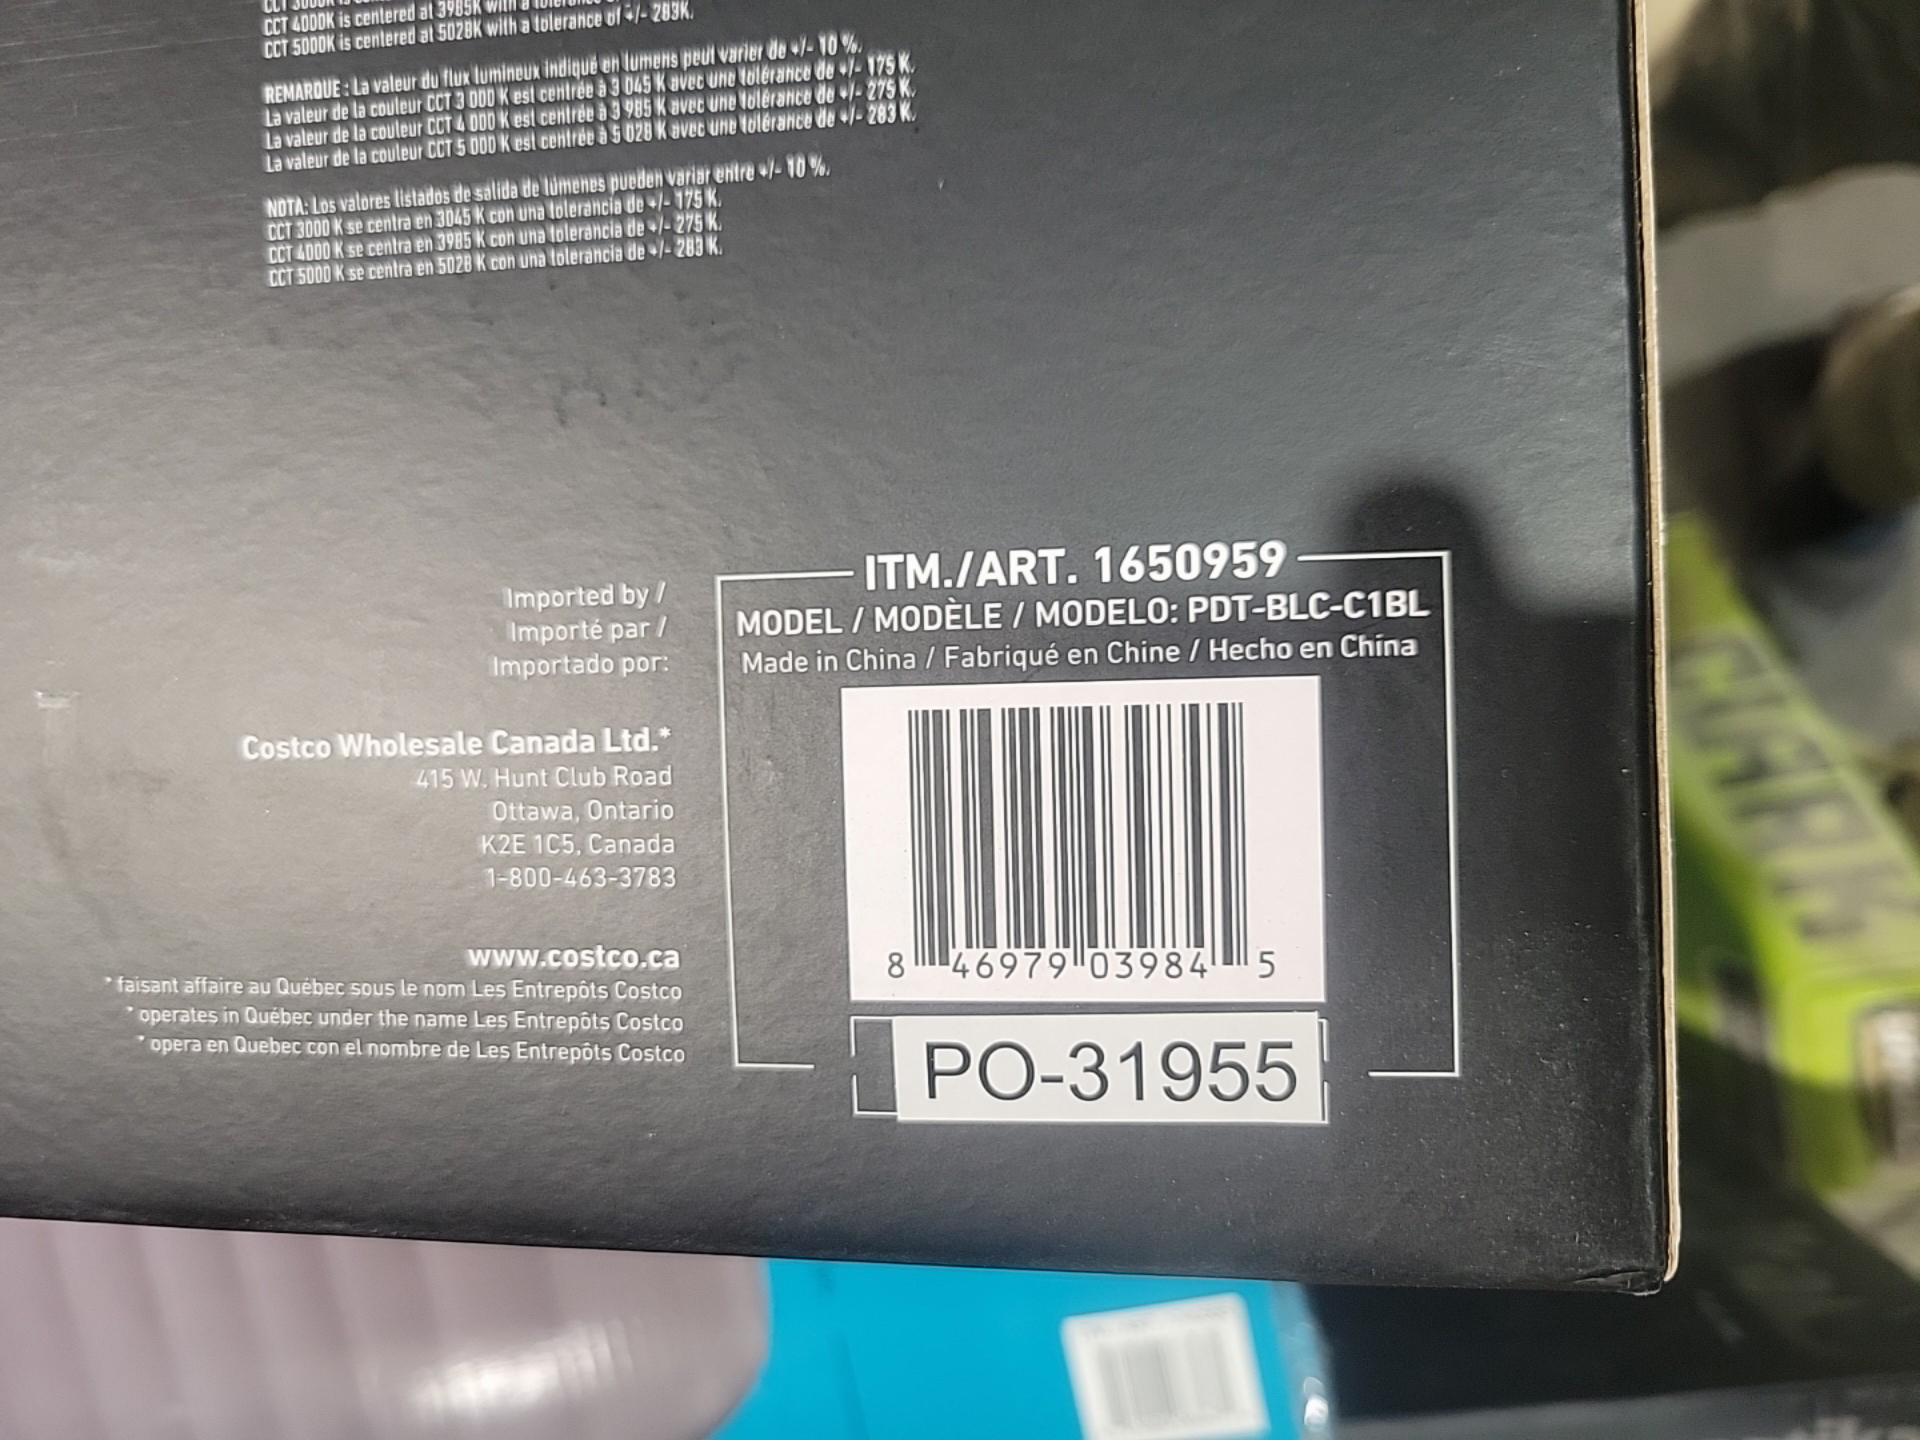 CCT 4000K is centered at 3985K with a tolerance
CCT 5000K is centered at 5028K with a tolerance of +/- 283K.
REMARQUE : La valeur du flux lumineux indiqué en lumens peut varier de +/- 10 %.
La valeur de la couleur CCT 3 000 K est centrée à 3 045 K avec une tolérance de +/- 175 K.
La valeur de la couleur CCT 4 000 K est centrée à 3 985 K avec une tolérance de +/- 275 K.
La valeur de la couleur CCT 5 000 K est centrée à 5 028 K avec une tolérance de +/- 283 K.
NOTA: Los valores listados de salida de lúmenes pueden variar entre +/- 10 %.
CCT 3000 K se centra en 3045 K con una tolerancia de +/- 175 K.
CCT 4000 K se centra en 3985 K con una tolerancia de +/- 275 K.
CCT 5000 K se centra en 5028 K con una tolerancia de +/- 283 K.
Imported by /
Importé par /
Importado por:
Costco Wholesale Canada Ltd.*
415 W. Hunt Club Road
Ottawa, Ontario
K2E 1C5, Canada
1-800-463-3783
www.costco.ca
* faisant affaire au Québec sous le nom Les Entrepôts Costco
* operates in Québec under the name Les Entrepôts Costco
* opera en Quebec con el nombre de Les Entrepôts Costco
ITM./ART. 1650959
MODEL / MODÈLE / MODELO: PDT-BLC-C1BL
Made in China / Fabriqué en Chine / Hecho en China
8 46979 03984 5
PO-31955